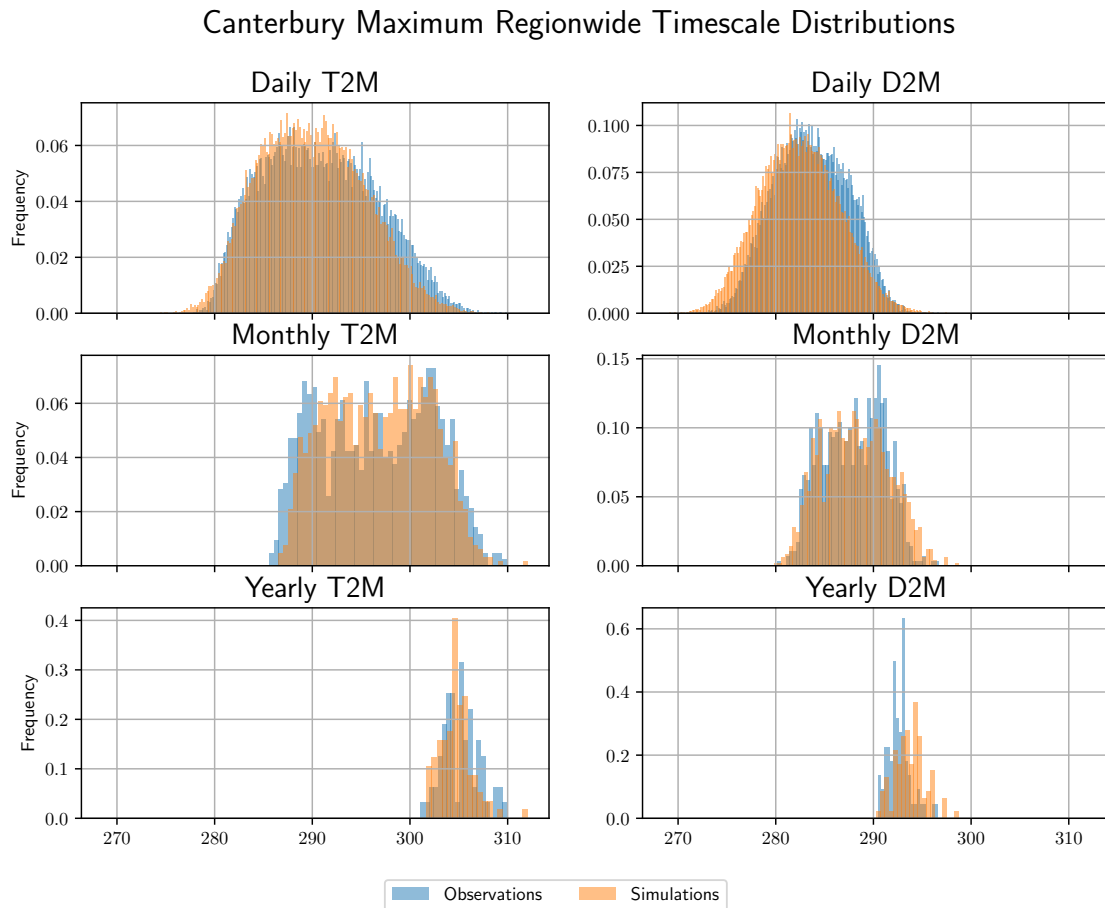 Canterbury Maximum Regionwide Timescale Distributions
Daily T2M
Daily D2M
Frequency
0.06
0.04
0.02
0.00
0.100
0.075
0.050
0.025
0.000
Monthly T2M
Monthly D2M
Frequency
0.06
0.04
0.02
0.00
0.15
0.10
0.05
0.00
Yearly T2M
Yearly D2M
Frequency
0.4
0.3
0.2
0.1
0.0
0.6
0.4
0.2
0.0
270 280 290 300 310
270 280 290 300 310
Observations Simulations